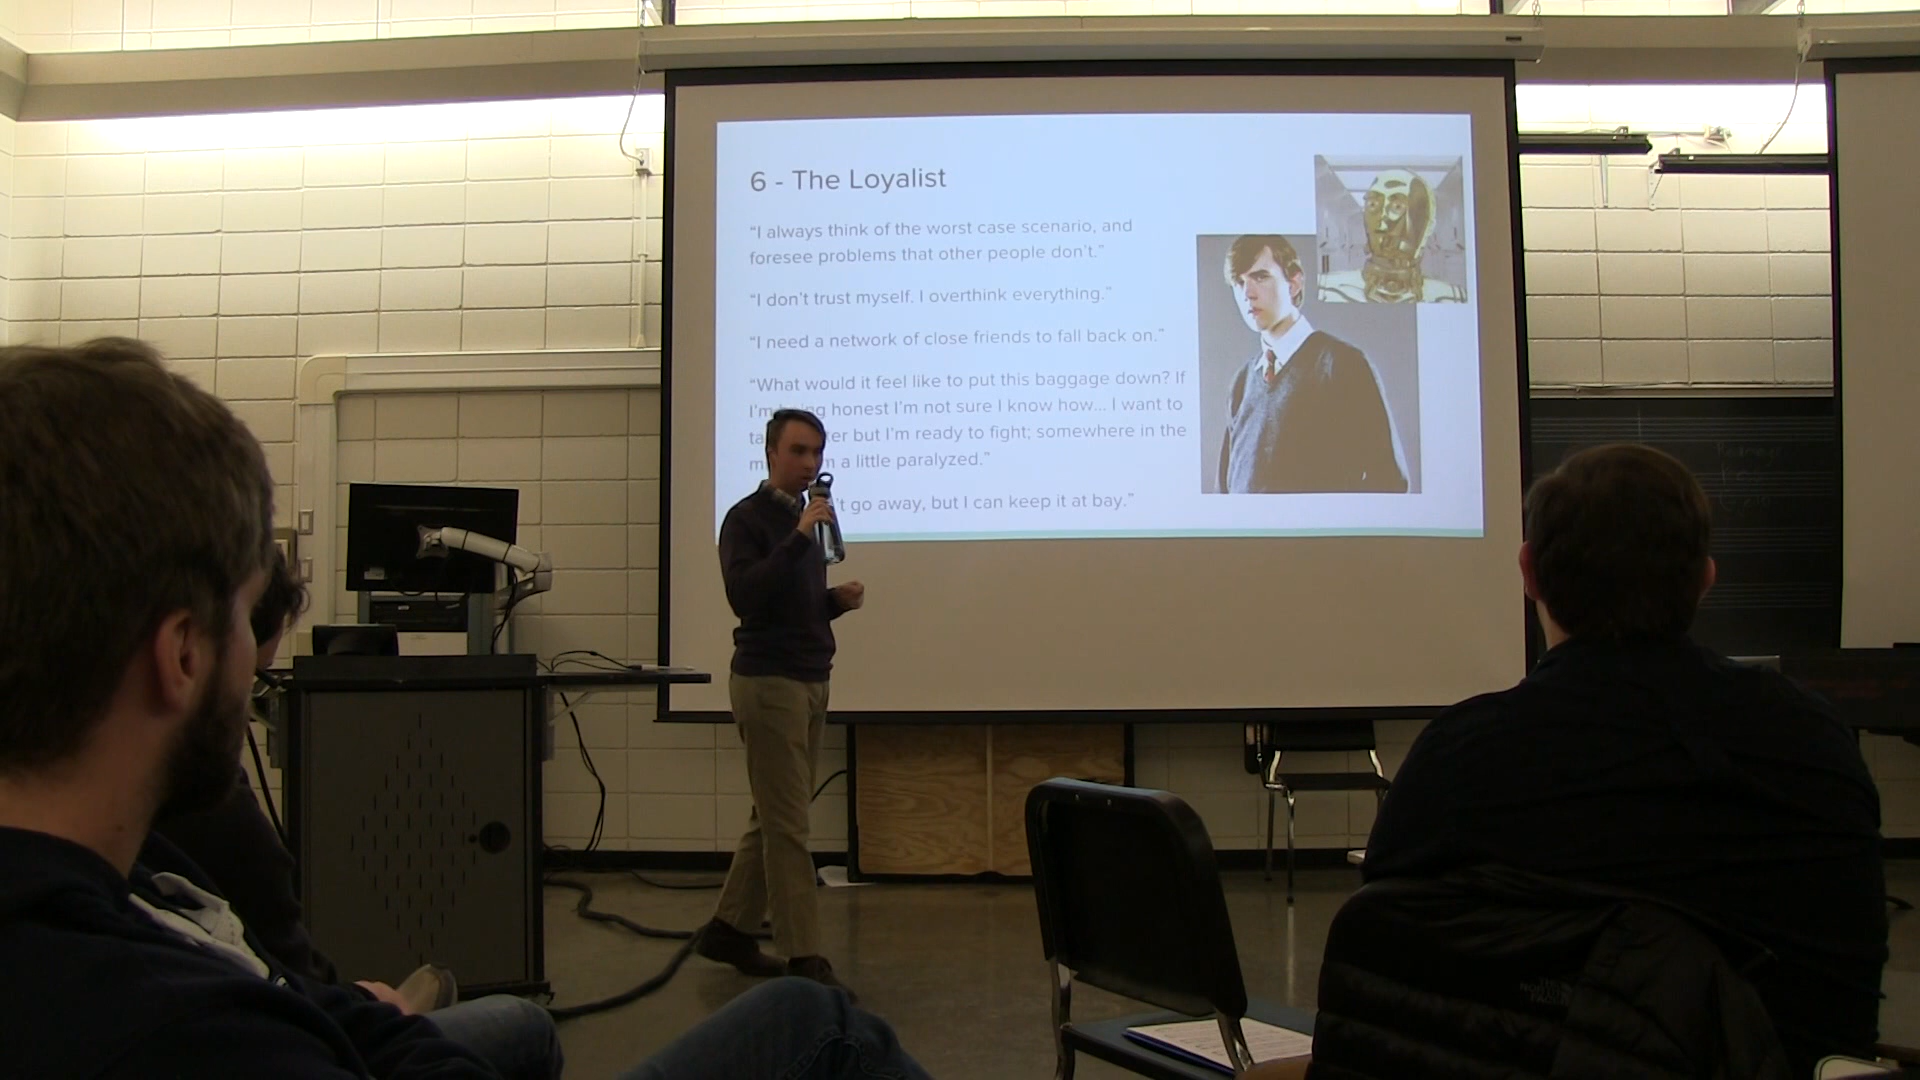 6 - The Loyalist
“I always think of the worst case scenario, and
foresee problems that other people don't.”
“I don't trust myself. I overthink everything.”
“I need a network of close friends to fall back on.”
“What would it feel like to put this baggage down? If
I'm honest I'm not sure I know how... I want to
but I'm ready to fight; somewhere in the
a little paralyzed.”
go away, but I can keep it at bay.”
THE
NORTH
FACE